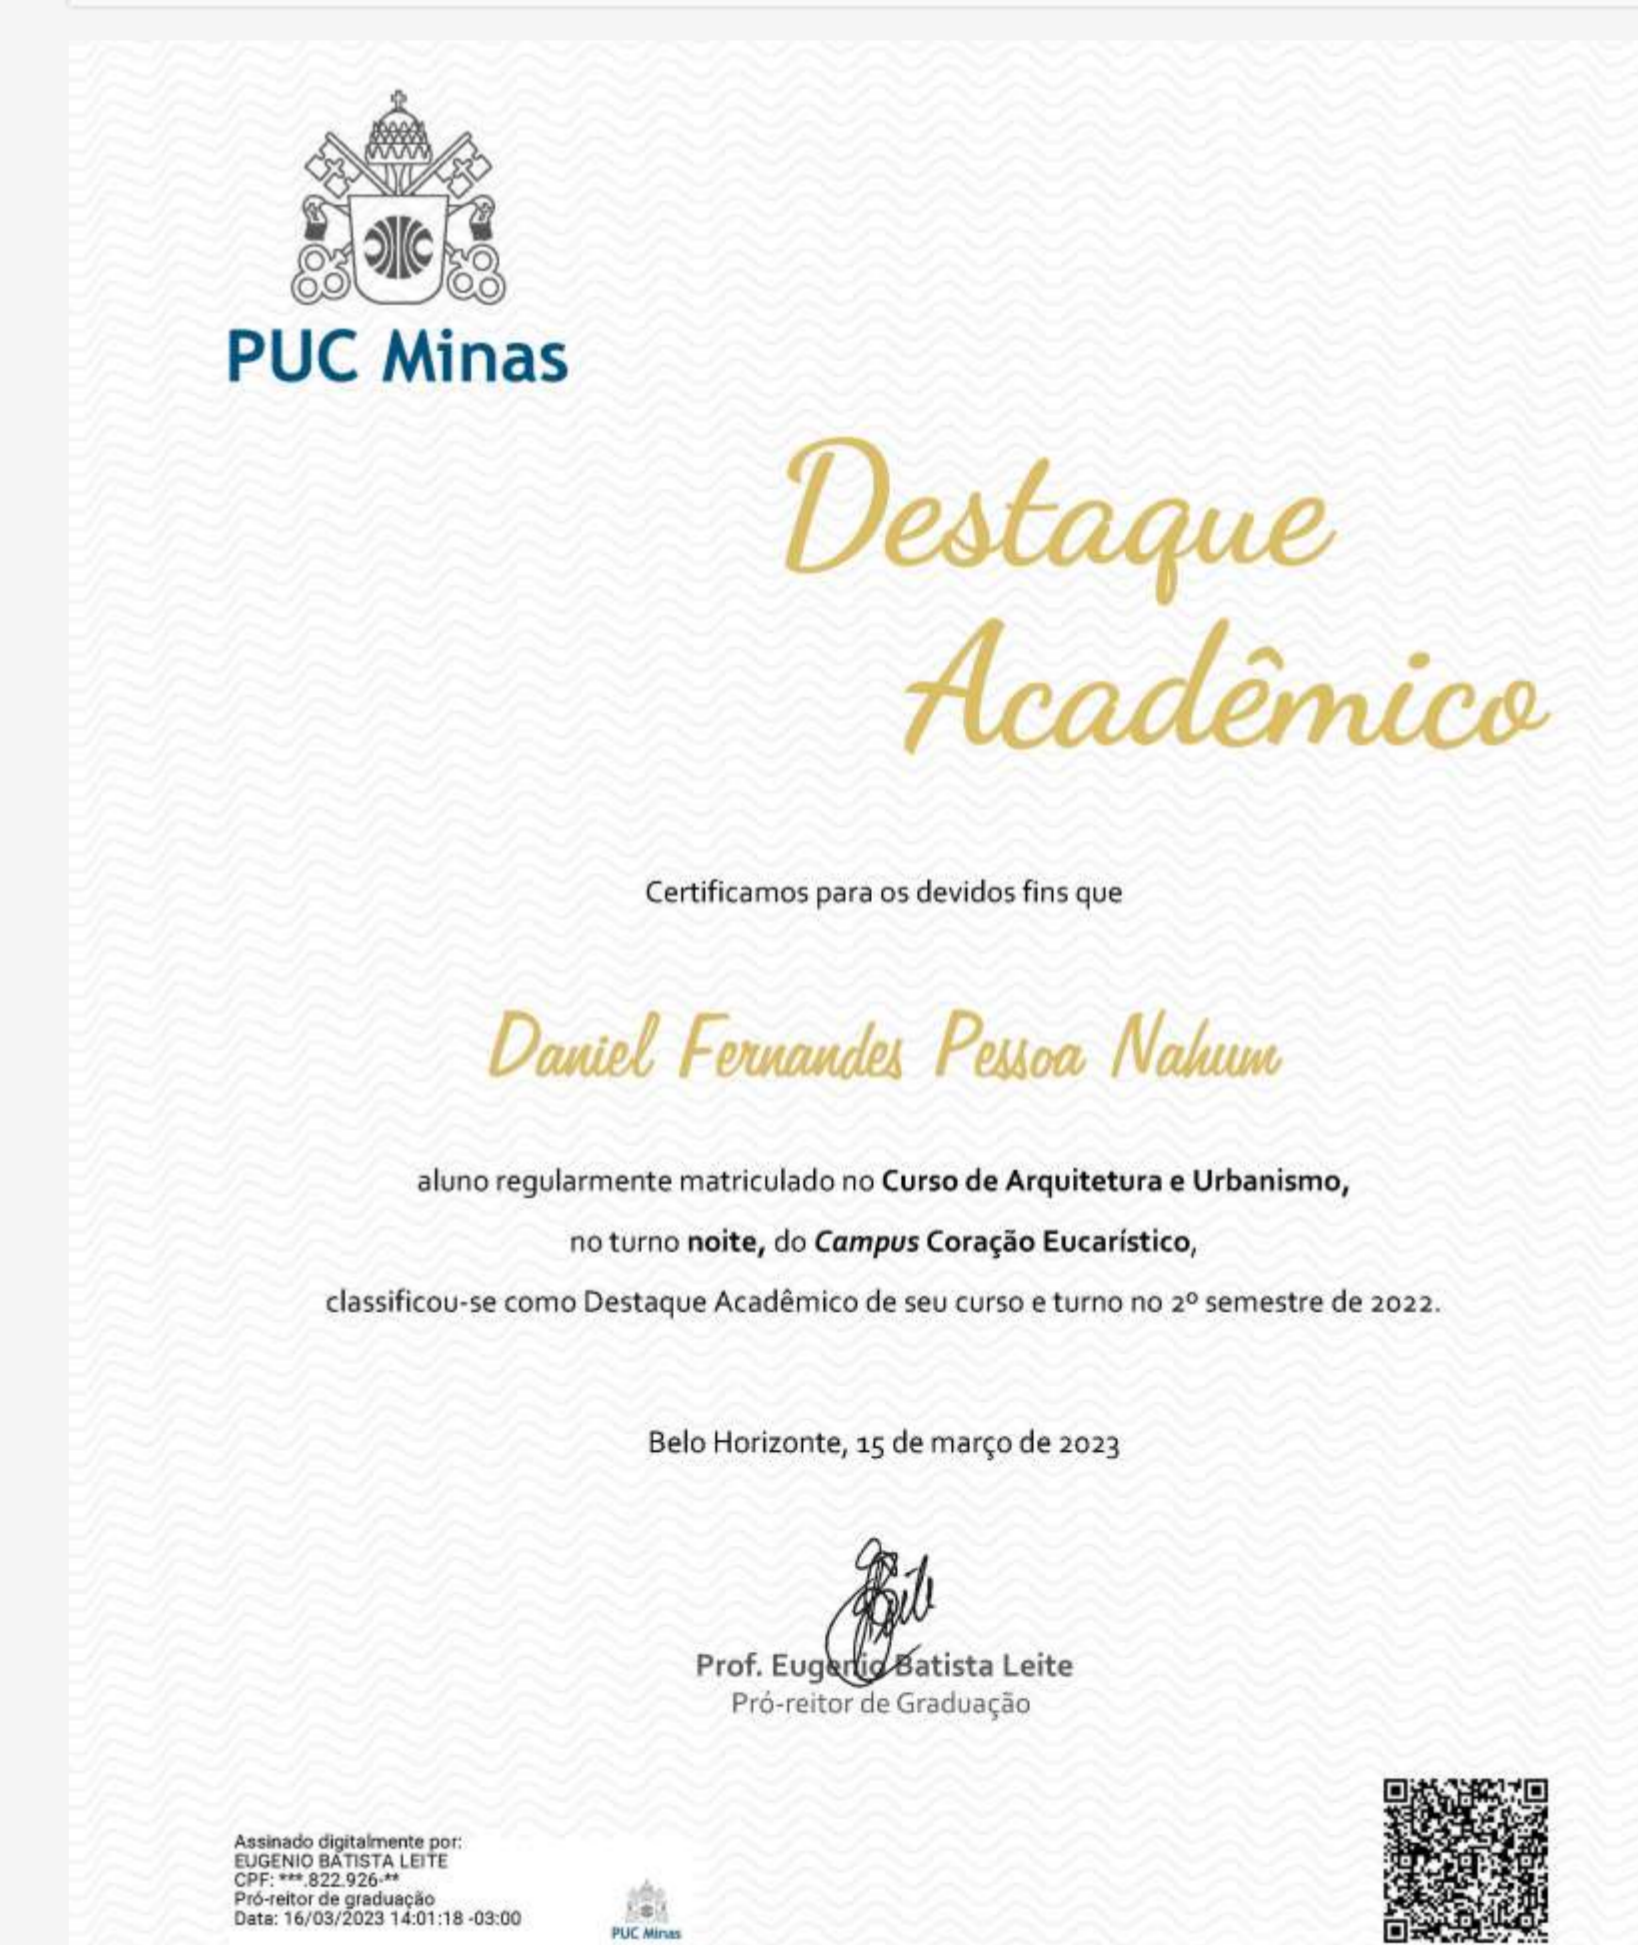 PUC Minas
Destaque
Acadêmico
Certificamos para os devidos fins que
Daniel Fernandes Pessoa Nahum
aluno regularmente matriculado no Curso de Arquitetura e Urbanismo,
no turno noite, do Campus Coração Eucarístico,
classificou-se como Destaque Acadêmico de seu curso e turno no 2º semestre de 2022.
Belo Horizonte, 15 de março de 2023
Prof. Eugenio Batista Leite
Pró-reitor de Graduação
Assinado digitalmente por:
EUGENIO BATISTA LEITE
CPF: ***.822.926-**
Pró-reitor de graduação
Data: 16/03/2023 14:01:18 -03:00
PUC Minas